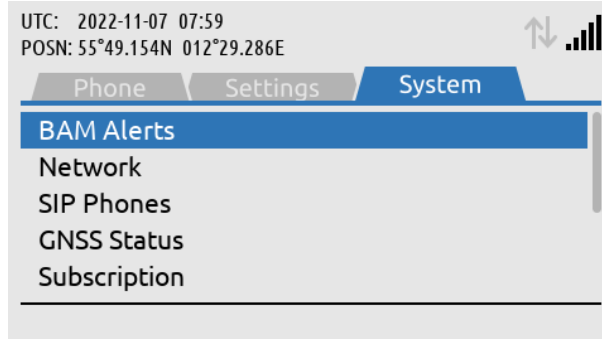 UTC: 2022-11-07 07:59
POSN: 55°49.154N 012°29.286E
Phone Settings System
BAM Alerts
Network
SIP Phones
GNSS Status
Subscription